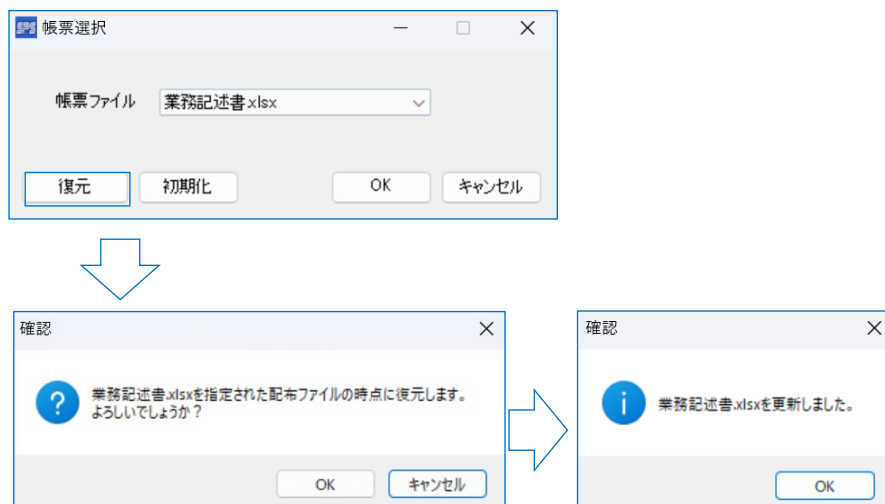 SPS 帳票選択
帳票ファイル 業務記述書.xlsx
復元 初期化 OK キャンセル
確認
業務記述書.xlsxを指定された配布ファイルの時点に復元します。
よろしいでしょうか？
OK キャンセル
確認
業務記述書.xlsxを更新しました。
OK